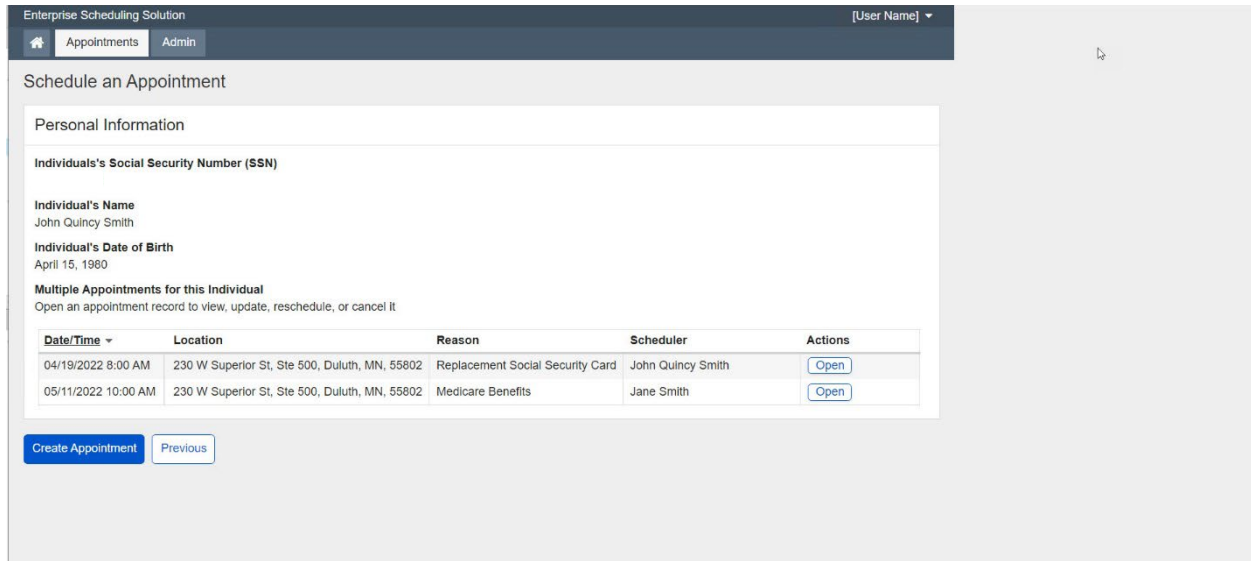 Enterprise Scheduling Solution [User Name]
Appointments Admin
Schedule an Appointment
Personal Information
Individuals's Social Security Number (SSN)
Individual's Name
John Quincy Smith
Individual's Date of Birth
April 15, 1980
Multiple Appointments for this Individual
Open an appointment record to view, update, reschedule, or cancel it
Date/Time Location Reason Scheduler Actions
04/19/2022 8:00 AM 230 W Superior St, Ste 500, Duluth, MN, 55802 Replacement Social Security Card John Quincy Smith Open
05/11/2022 10:00 AM 230 W Superior St, Ste 500, Duluth, MN, 55802 Medicare Benefits Jane Smith Open
Create Appointment Previous